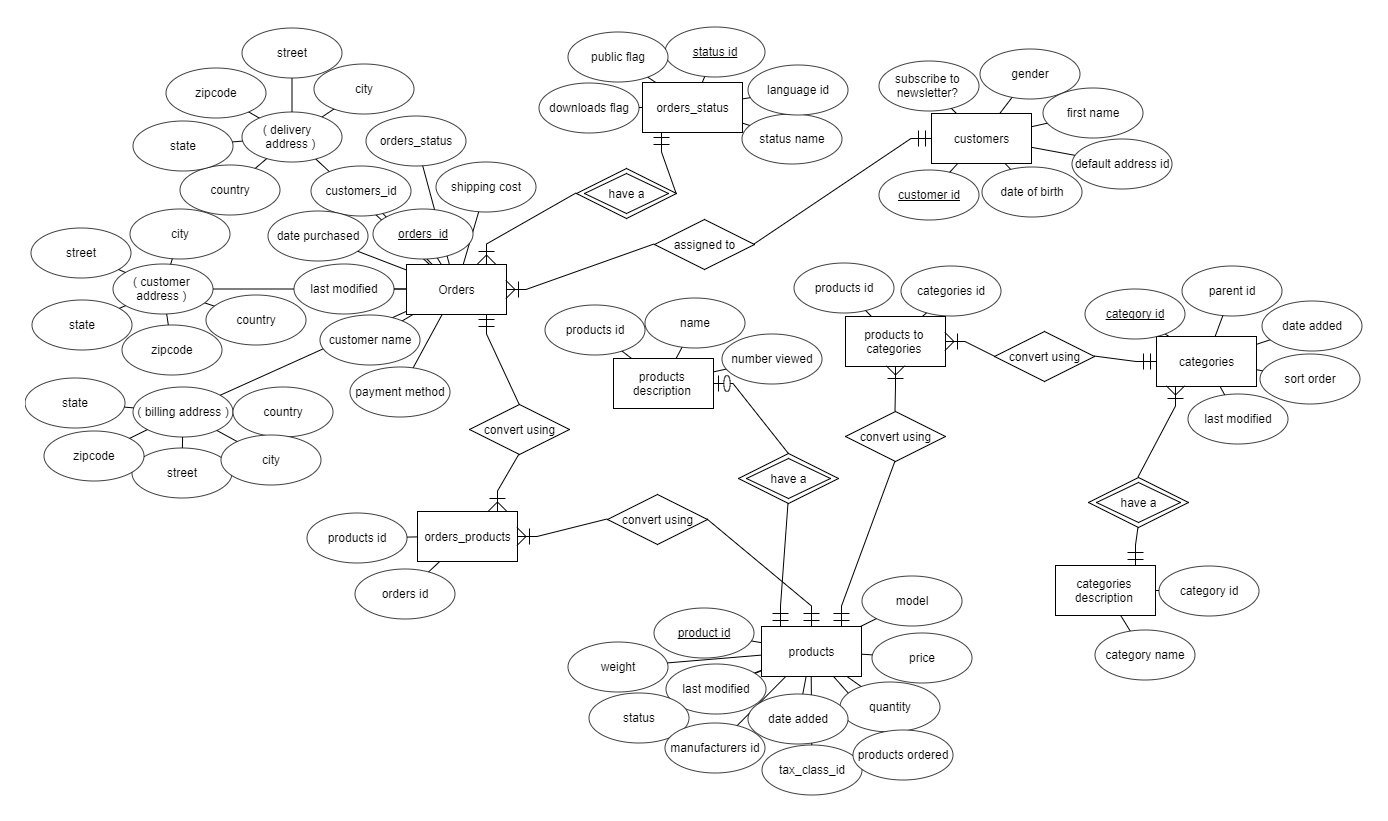 street
public flag
status id
zipcode
city
subscribe to
newsletter?
gender
language id
downloads flag
orders_status
first name
( delivery
address )
state
orders_status
status name
customers
default address id
country
customers_id
shipping cost
have a
customer id
date of birth
city
date purchased
orders_id
assigned to
street
( customer
address )
last modified
Orders
products id
categories id
parent id
category id
state
country
customer name
products id
name
date added
zipcode
products to
categories
number viewed
convert using
categories
products
description
sort order
payment method
state
( billing address )
country
last modified
convert using
convert using
zipcode
street
city
have a
have a
products id
orders_products
convert using
orders id
categories
description
category id
model
product id
products
category name
weight
price
last modified
status
date added
quantity
manufacturers id
products ordered
tax_class_id